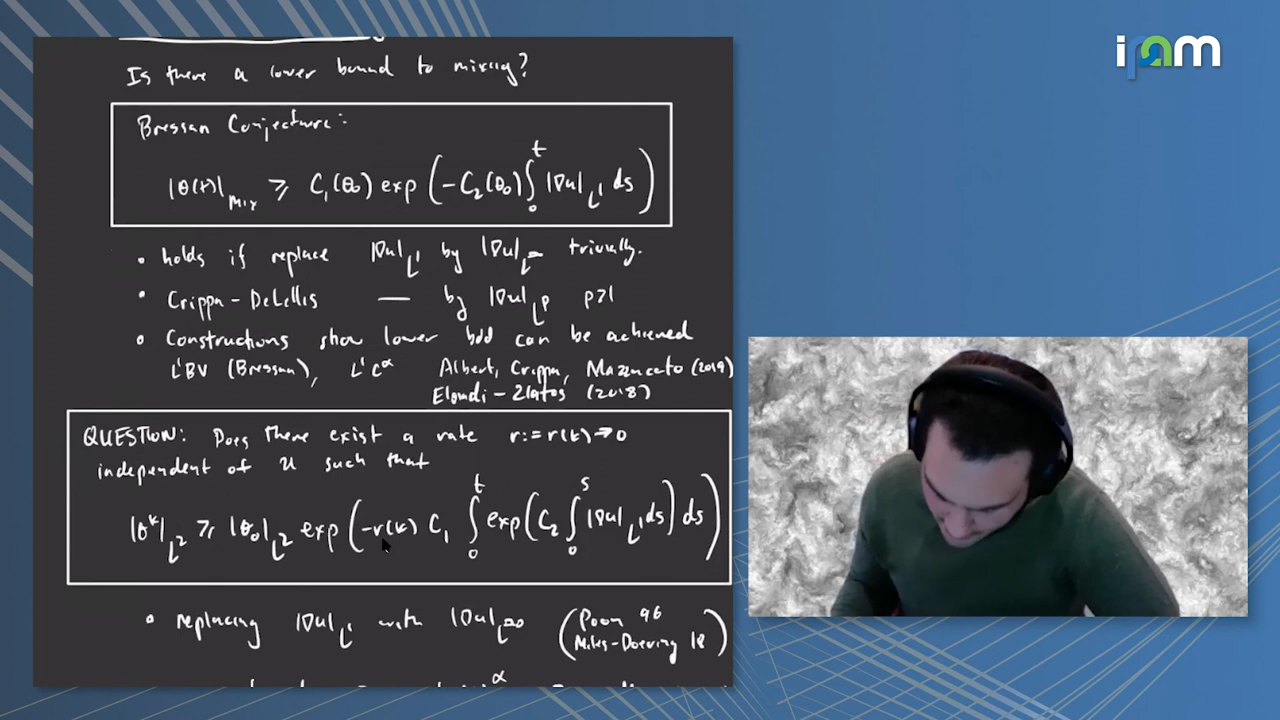 ipam
Is there a lower bound to mixing?
Bressan Conjecture:
|θ(t)|_Mix ≥ C₁(θ₀) exp(-C₂(θ₀) ∫₀ᵗ |∇u|_L¹ ds)
• holds if replace |∇u|_L¹ by |∇u|_L∞ trivially.
• Crippa-DeLellis — by |∇u|_Lp p>1
• Constructions show lower bdd can be achieved
L¹BV (Bressan), L¹C^α Alberti, Crippa, Mazzucato (2019)
Elgindi-Zlatos (2018)
QUESTION: Does there exist a rate r:=r(κ)→0
independent of u such that
|θ^κ|_L² ≥ |θ₀|_L² exp(-r(κ) C₁ ∫₀ᵗ exp(C₂ ∫₀ˢ |∇u|_L¹ ds) ds)
• replacing |∇u|_L¹ with |∇u|_L∞ (Poon 96
Miles-Doering 18)